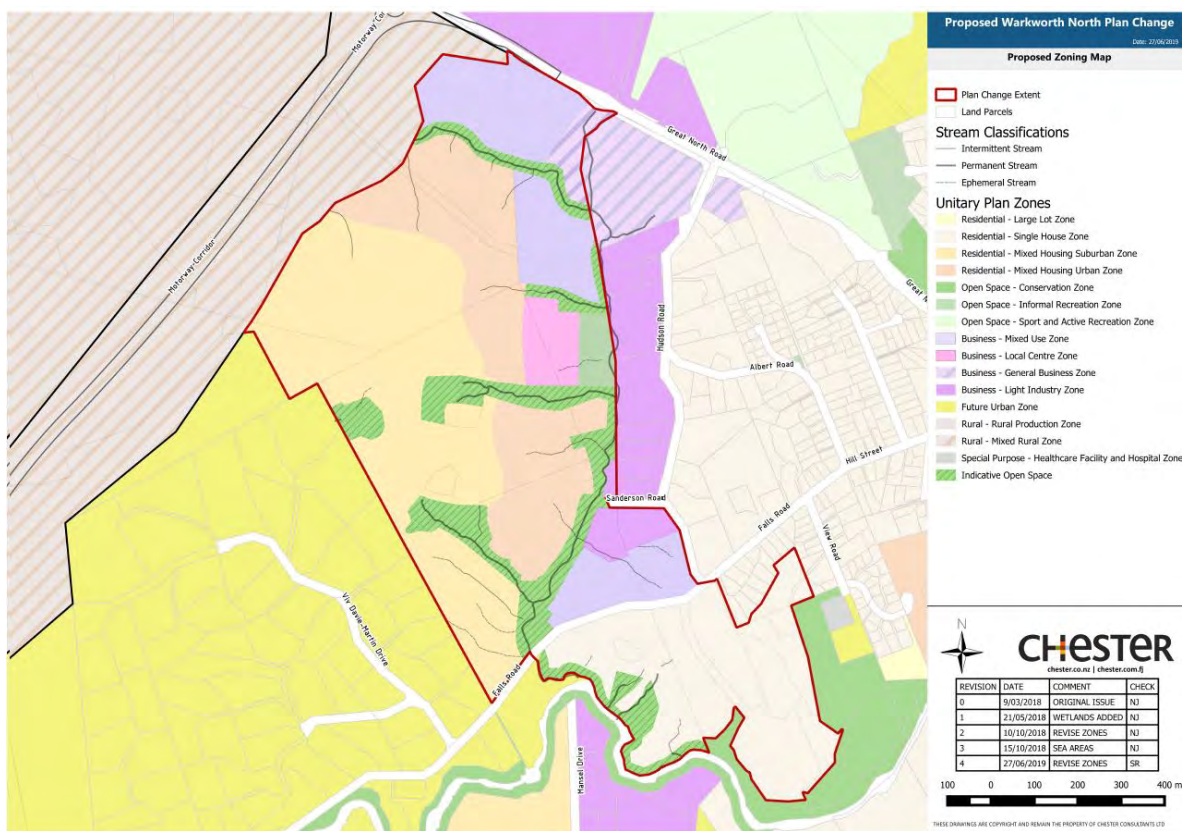 Motorway Cor
Motorway-Cor
Motorway-Corridor
Great North Road
Great N
Hudson Road
Albert Road
Hill Street
Sanderson Road
Falls Road
View Road
Viv Davie-Martin Drive
Falls Road
Mansel Drive
Proposed Warkworth North Plan Change
Date: 27/06/2019
Proposed Zoning Map
Plan Change Extent
Land Parcels
Stream Classifications
Intermittent Stream
Permanent Stream
Ephemeral Stream
Unitary Plan Zones
Residential - Large Lot Zone
Residential - Single House Zone
Residential - Mixed Housing Suburban Zone
Residential - Mixed Housing Urban Zone
Open Space - Conservation Zone
Open Space - Informal Recreation Zone
Open Space - Sport and Active Recreation Zone
Business - Mixed Use Zone
Business - Local Centre Zone
Business - General Business Zone
Business - Light Industry Zone
Future Urban Zone
Rural - Rural Production Zone
Rural - Mixed Rural Zone
Special Purpose - Healthcare Facility and Hospital Zone
Indicative Open Space
N
CHESTER
chester.co.nz | chester.com.fj
REVISION DATE COMMENT CHECK
0 9/03/2018 ORIGINAL ISSUE NJ
1 21/05/2018 WETLANDS ADDED NJ
2 10/10/2018 REVISE ZONES NJ
3 15/10/2018 SEA AREAS NJ
4 27/06/2019 REVISE ZONES SR
100 0 100 200 300 400 m
THESE DRAWINGS ARE COPYRIGHT AND REMAIN THE PROPERTY OF CHESTER CONSULTANTS LTD